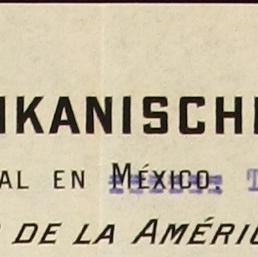 IKANISCHE
AL EN MÉXICO. T
DE LA AMÉRIC